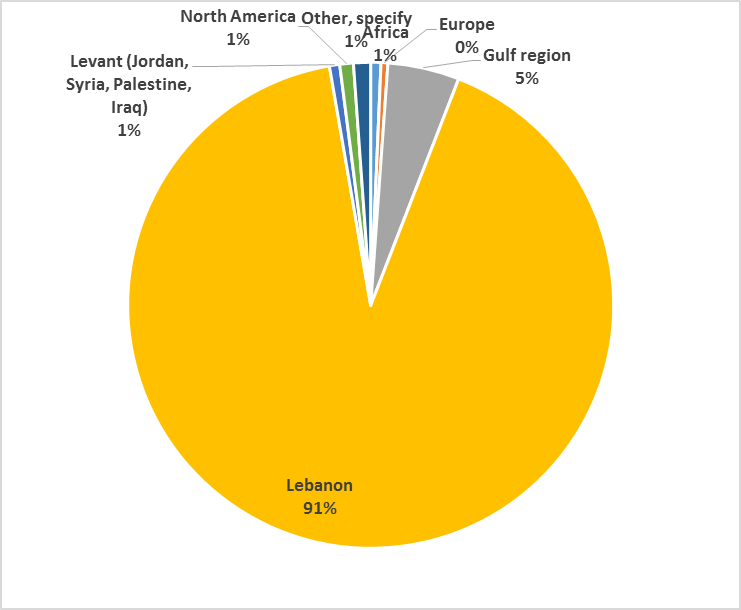 North America
1%
Other, specify
1%
Africa
1%
Europe
0%
Gulf region
5%
Levant (Jordan,
Syria, Palestine,
Iraq)
1%
Lebanon
91%